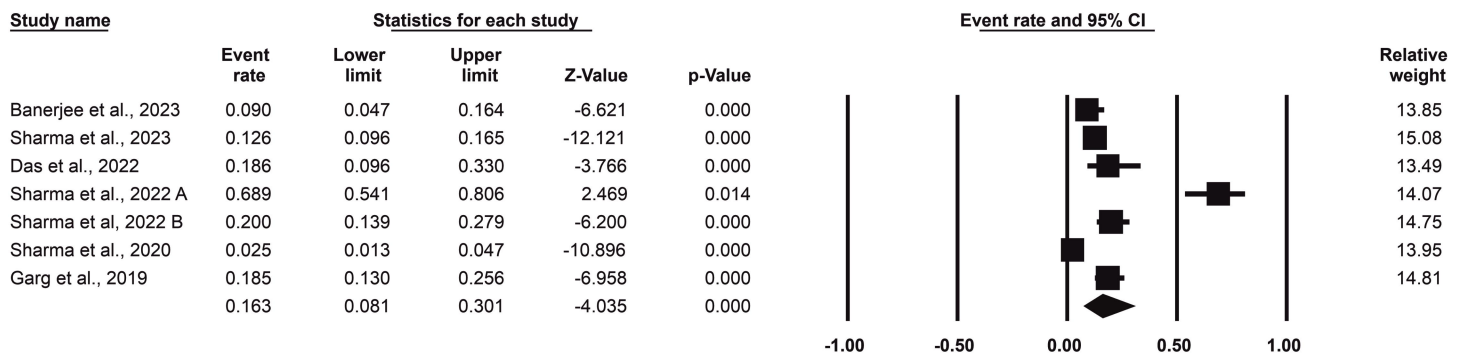 Study name Statistics for each study Event rate and 95% CI
Event rate Lower limit Upper limit Z-Value p-Value Relative weight
Banerjee et al., 2023 0.090 0.047 0.164 -6.621 0.000 13.85
Sharma et al., 2023 0.126 0.096 0.165 -12.121 0.000 15.08
Das et al., 2022 0.186 0.096 0.330 -3.766 0.000 13.49
Sharma et al., 2022 A 0.689 0.541 0.806 2.469 0.014 14.07
Sharma et al, 2022 B 0.200 0.139 0.279 -6.200 0.000 14.75
Sharma et al., 2020 0.025 0.013 0.047 -10.896 0.000 13.95
Garg et al., 2019 0.185 0.130 0.256 -6.958 0.000 14.81
0.163 0.081 0.301 -4.035 0.000
-1.00 -0.50 0.00 0.50 1.00